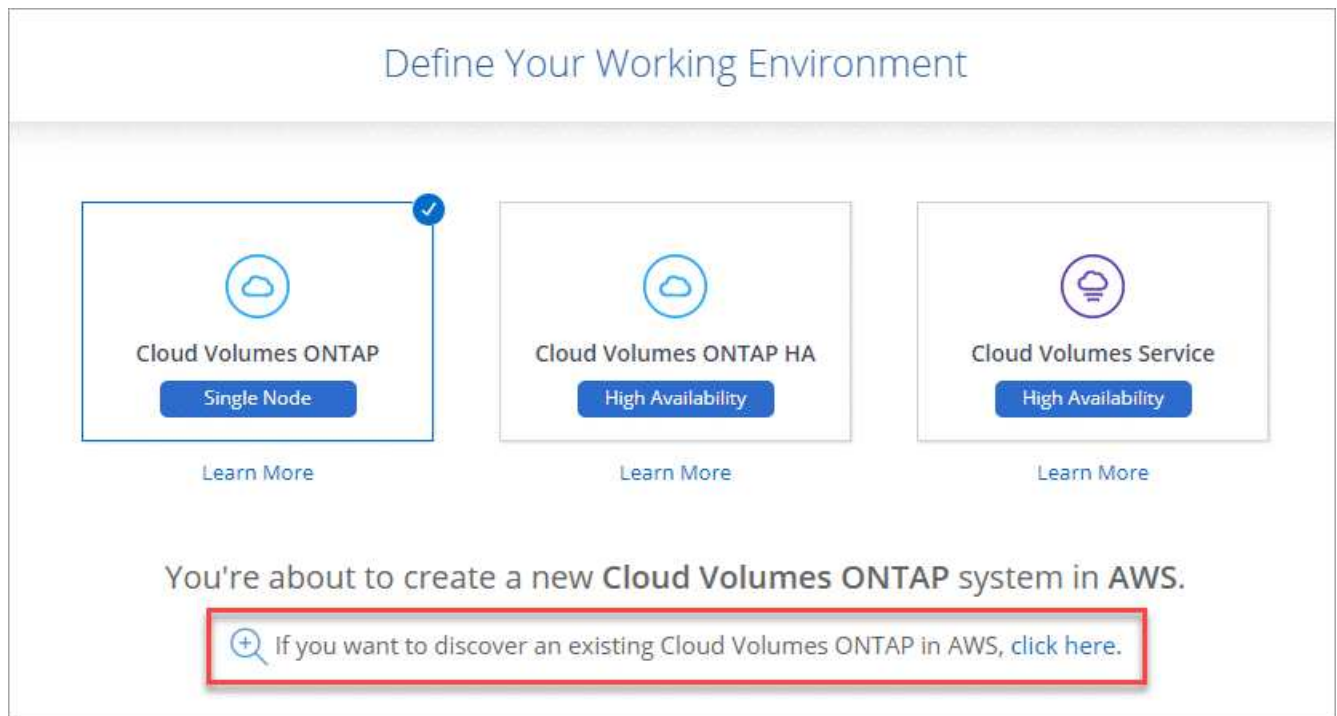 Define Your Working Environment
Cloud Volumes ONTAP
Single Node
Learn More
Cloud Volumes ONTAP HA
High Availability
Learn More
Cloud Volumes Service
High Availability
Learn More
You're about to create a new Cloud Volumes ONTAP system in AWS.
If you want to discover an existing Cloud Volumes ONTAP in AWS, click here.